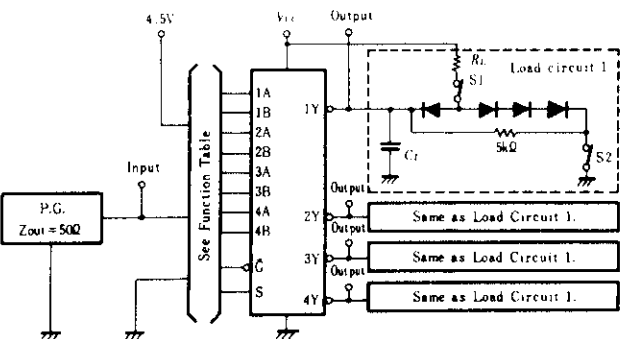 4.5V
Vcc
Output
RL
Load circuit 1
S1
1A
1B
2A
2B
3A
3B
4A
4B
G
S
1Y
2Y
3Y
4Y
CL
5kΩ
S2
Input
P.G.
Zout = 50Ω
See Function Table
Output
Same as Load Circuit 1.
Output
Same as Load Circuit 1.
Output
Same as Load Circuit 1.